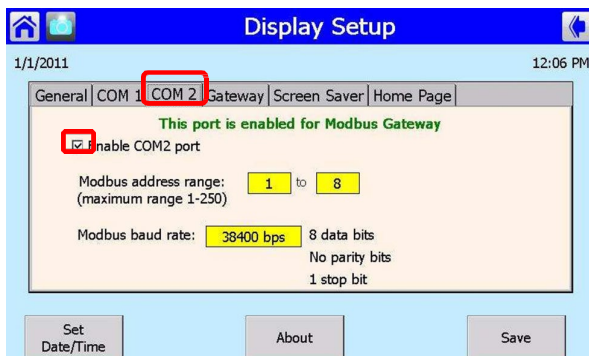 Display Setup
1/1/2011 12:06 PM
General COM 1 COM 2 Gateway Screen Saver Home Page
This port is enabled for Modbus Gateway
Enable COM2 port
Modbus address range: 1 to 8
(maximum range 1-250)
Modbus baud rate: 38400 bps 8 data bits
No parity bits
1 stop bit
Set
Date/Time
About
Save